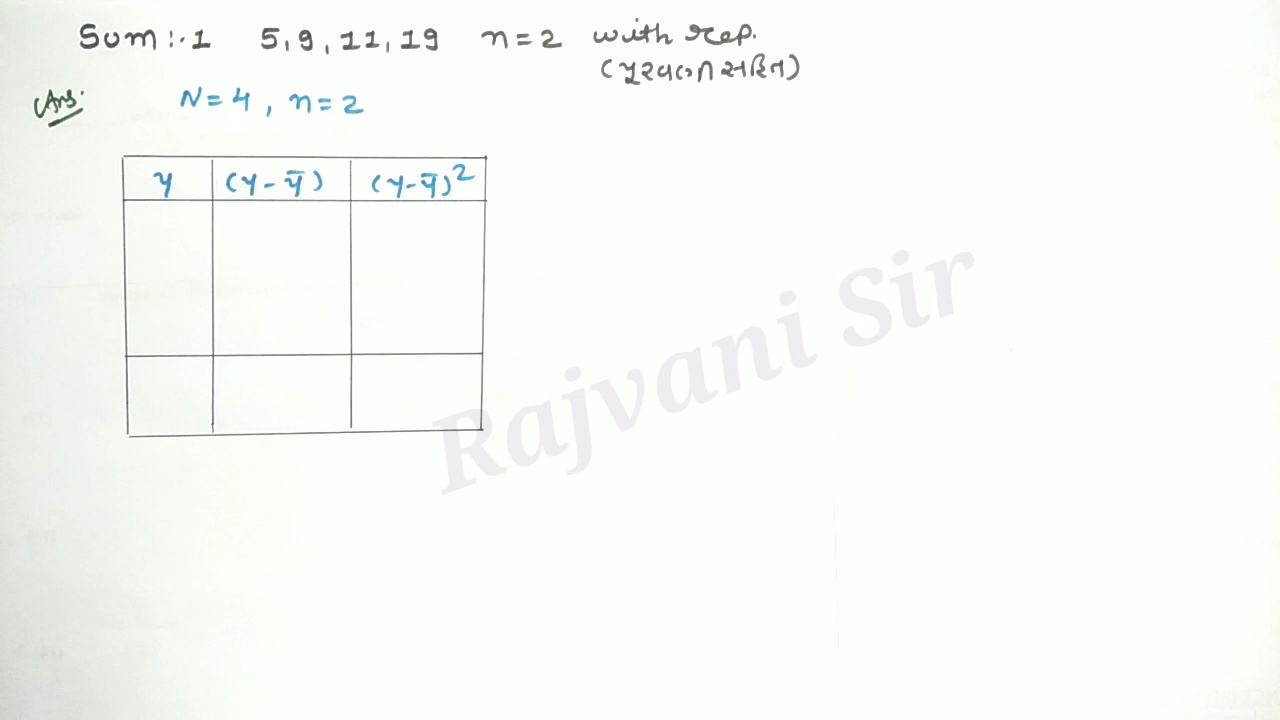 Sum :- 1 5, 9, 11, 19 n = 2 with rep.
(પુરવણી સહિત)
Ans.
N = 4 , n = 2
y (y - ȳ) (y - ȳ)²
Rajvani Sir